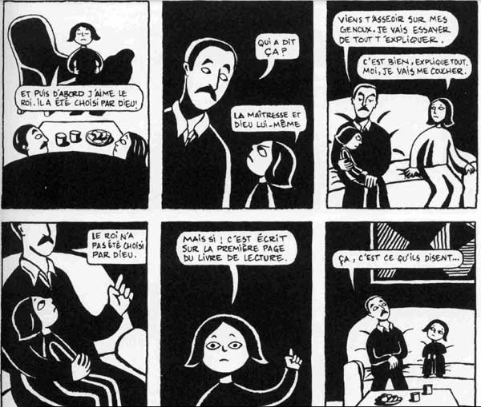 ET PUIS D'ABORD J'AIME LE
ROI. IL A ÉTÉ CHOISI PAR DIEU!
QUI A DIT
ÇA?
LA MAÎTRESSE ET
DIEU LUI-MÊME
VIENS T'ASSEOIR SUR MES
GENOUX. JE VAIS ESSAYER
DE TOUT T'EXPLIQUER.
C'EST BIEN, EXPLIQUE TOUT.
MOI, JE VAIS ME COUCHER.
LE ROI N'A
PAS ÉTÉ CHOISI
PAR DIEU.
MAIS SI! C'EST ÉCRIT
SUR LA PREMIÈRE PAGE
DU LIVRE DE LECTURE.
ÇA, C'EST CE QU'ILS DISENT...